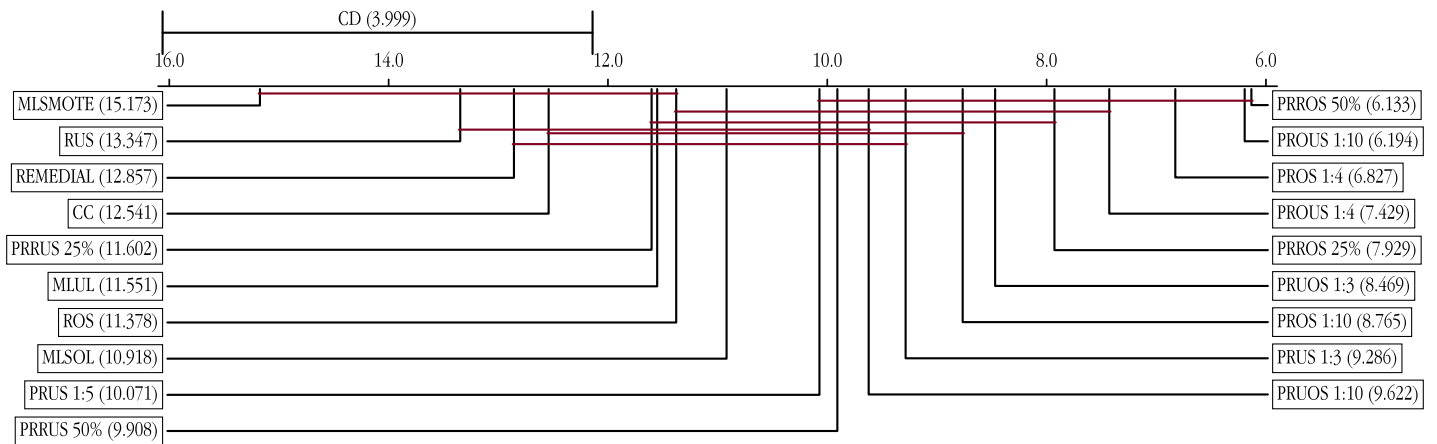 CD (3.999)
16.0 14.0 12.0 10.0 8.0 6.0
MLSMOTE (15.173) PRROS 50% (6.133)
RUS (13.347) PROUS 1:10 (6.194)
REMEDIAL (12.857) PROS 1:4 (6.827)
CC (12.541) PROUS 1:4 (7.429)
PRRUS 25% (11.602) PRROS 25% (7.929)
MLUL (11.551) PRUOS 1:3 (8.469)
ROS (11.378) PROS 1:10 (8.765)
MLSOL (10.918) PRUS 1:3 (9.286)
PRUS 1:5 (10.071) PRUOS 1:10 (9.622)
PRRUS 50% (9.908)